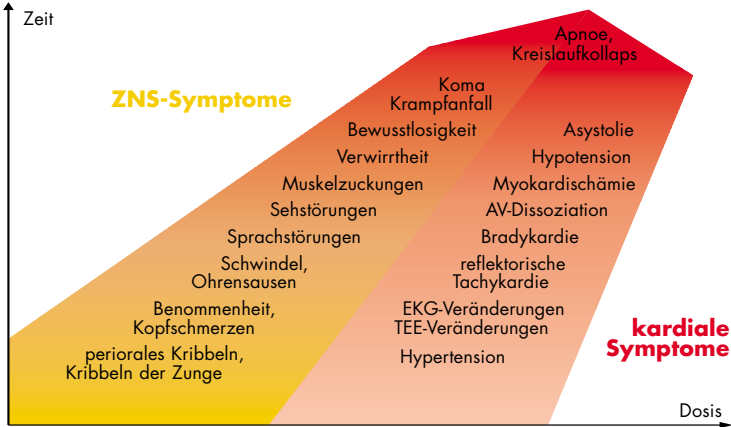 Zeit
Apnoe,
Kreislaufkollaps
ZNS-Symptome
Koma
Krampfanfall
Bewusstlosigkeit
Verwirrtheit
Muskelzuckungen
Sehstörungen
Sprachstörungen
Schwindel,
Ohrensausen
Benommenheit,
Kopfschmerzen
periorales Kribbeln,
Kribbeln der Zunge
Asystolie
Hypotension
Myokardischämie
AV-Dissoziation
Bradykardie
reflektorische
Tachykardie
EKG-Veränderungen
TEE-Veränderungen
Hypertension
kardiale
Symptome
Dosis